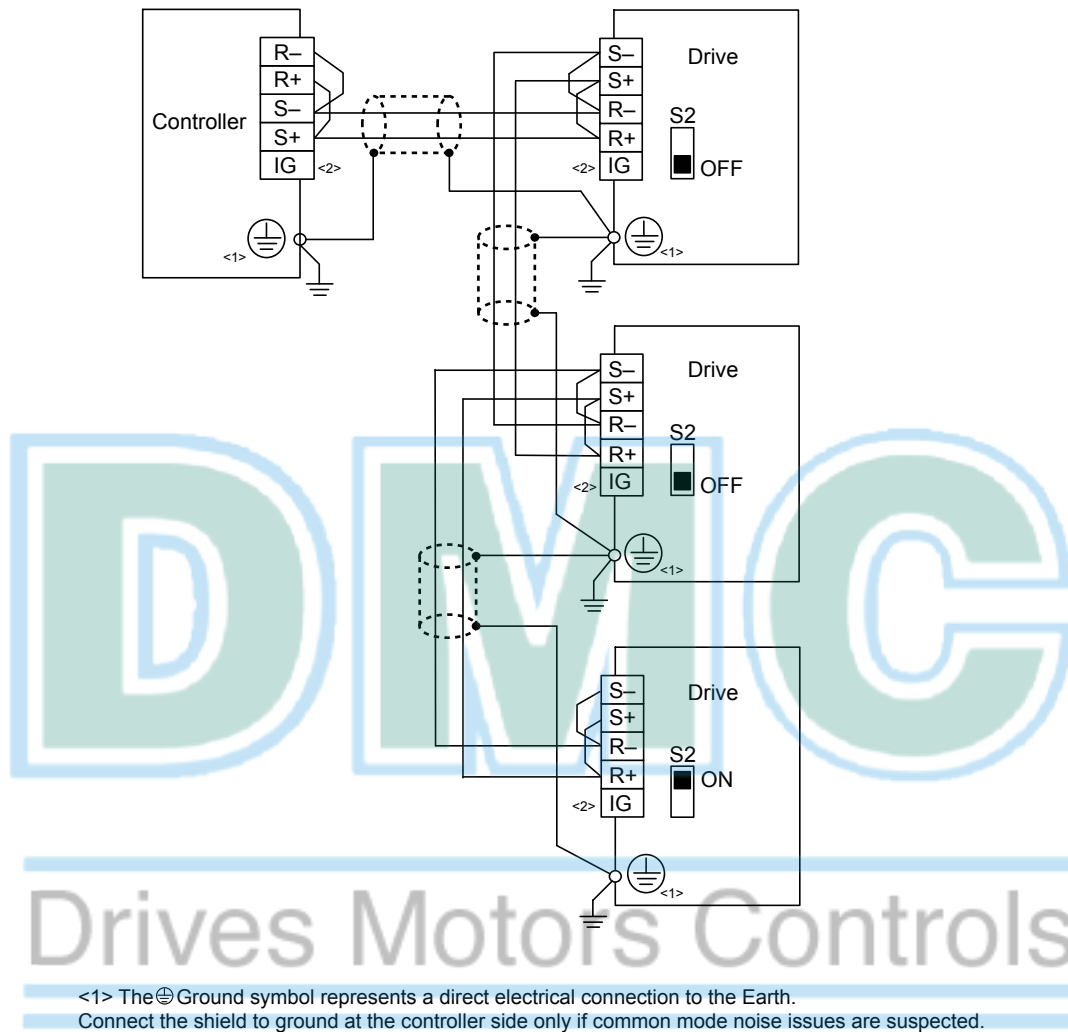 R–
R+
S–
S+
IG
Controller
<2>
<1>
S–
S+
R–
R+
IG
<2>
Drive
S2
OFF
<1>
S–
S+
R–
R+
IG
<2>
Drive
S2
OFF
<1>
S–
S+
R–
R+
IG
<2>
Drive
S2
ON
<1>
DMC
Drives Motors Controls
<1> The Ground symbol represents a direct electrical connection to the Earth.
Connect the shield to ground at the controller side only if common mode noise issues are suspected.